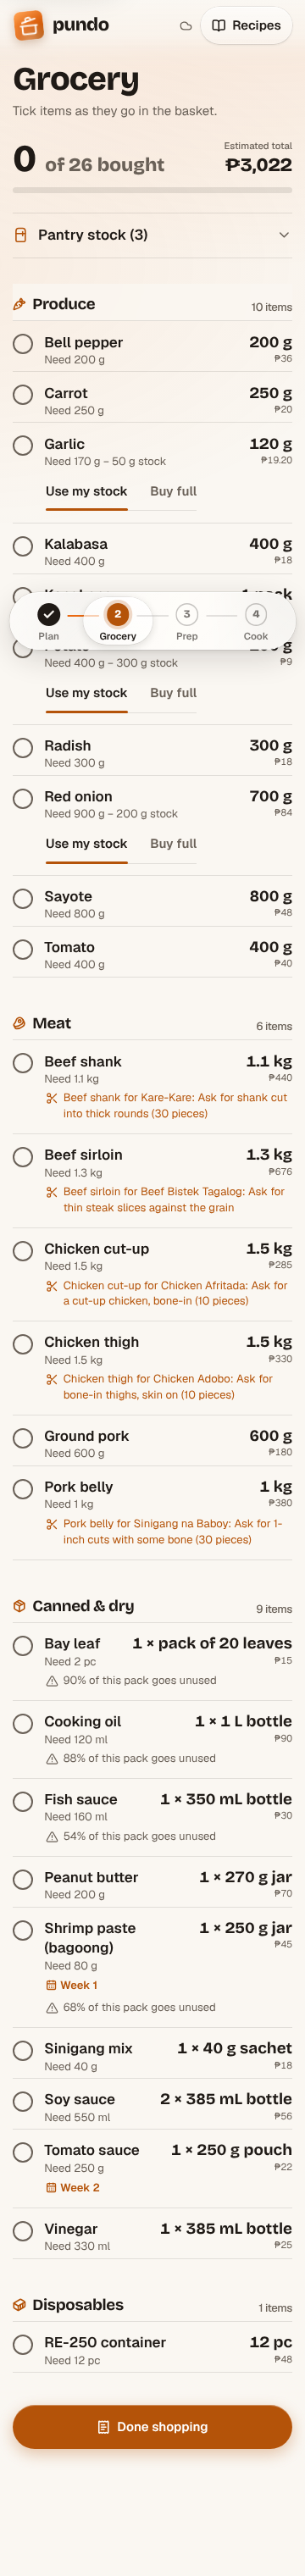 pundo
Recipes
Grocery
Tick items as they go in the basket.
0 of 26 bought
Estimated total
₱3,022
Pantry stock (3)
Produce
10 items
Bell pepper
200 g
Need 200 g
₱36
Carrot
250 g
Need 250 g
₱20
Garlic
120 g
Need 170 g – 50 g stock
₱19.20
Use my stock
Buy full
Kalabasa
400 g
Need 400 g
₱18
2
3
4
Plan
Grocery
Prep
Cook
Need 400 g – 300 g stock
₱9
Use my stock
Buy full
Radish
300 g
Need 300 g
₱18
Red onion
700 g
Need 900 g – 200 g stock
₱84
Use my stock
Buy full
Sayote
800 g
Need 800 g
₱48
Tomato
400 g
Need 400 g
₱40
Meat
6 items
Beef shank
1.1 kg
Need 1.1 kg
₱440
Beef shank for Kare-Kare: Ask for shank cut
into thick rounds (30 pieces)
Beef sirloin
1.3 kg
Need 1.3 kg
₱676
Beef sirloin for Beef Bistek Tagalog: Ask for
thin steak slices against the grain
Chicken cut-up
1.5 kg
Need 1.5 kg
₱285
Chicken cut-up for Chicken Afritada: Ask for
a cut-up chicken, bone-in (10 pieces)
Chicken thigh
1.5 kg
Need 1.5 kg
₱330
Chicken thigh for Chicken Adobo: Ask for
bone-in thighs, skin on (10 pieces)
Ground pork
600 g
Need 600 g
₱180
Pork belly
1 kg
Need 1 kg
₱380
Pork belly for Sinigang na Baboy: Ask for 1-
inch cuts with some bone (30 pieces)
Canned & dry
9 items
Bay leaf
1 × pack of 20 leaves
Need 2 pc
₱15
90% of this pack goes unused
Cooking oil
1 × 1 L bottle
Need 120 ml
₱90
88% of this pack goes unused
Fish sauce
1 × 350 mL bottle
Need 160 ml
₱30
54% of this pack goes unused
Peanut butter
1 × 270 g jar
Need 200 g
₱70
Shrimp paste
(bagoong)
1 × 250 g jar
₱45
Need 80 g
Week 1
68% of this pack goes unused
Sinigang mix
1 × 40 g sachet
Need 40 g
₱18
Soy sauce
2 × 385 mL bottle
Need 550 ml
₱56
Tomato sauce
1 × 250 g pouch
Need 250 g
₱22
Week 2
Vinegar
1 × 385 mL bottle
Need 330 ml
₱25
Disposables
1 items
RE-250 container
12 pc
Need 12 pc
₱48
Done shopping